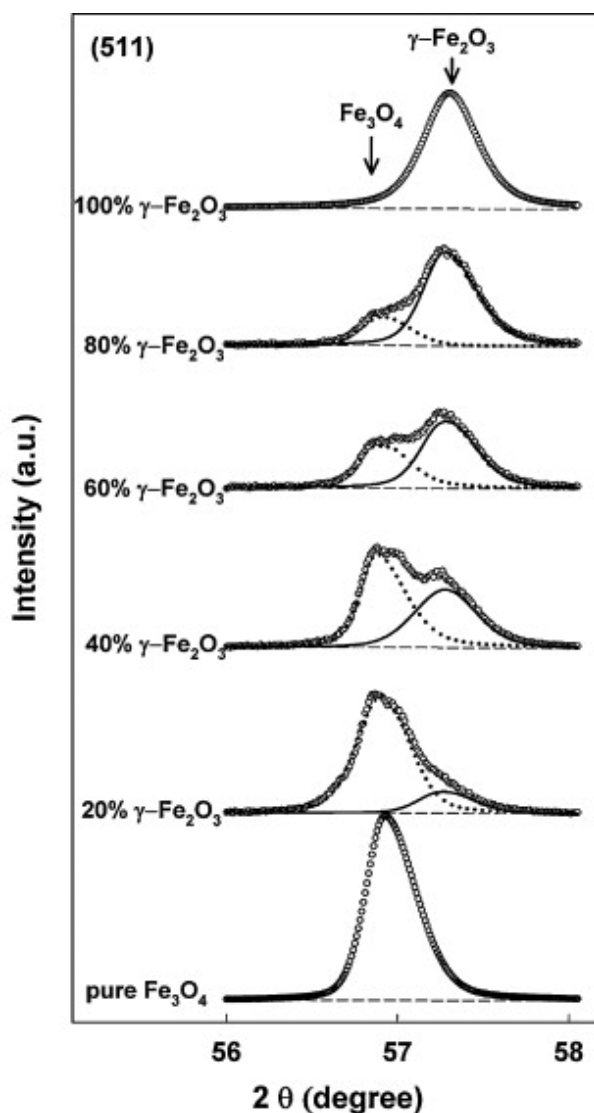 (511)
γ–Fe₂O₃
Fe₃O₄
100% γ–Fe₂O₃
80% γ–Fe₂O₃
60% γ–Fe₂O₃
40% γ–Fe₂O₃
20% γ–Fe₂O₃
pure Fe₃O₄
Intensity (a.u.)
56 57 58
2 θ (degree)